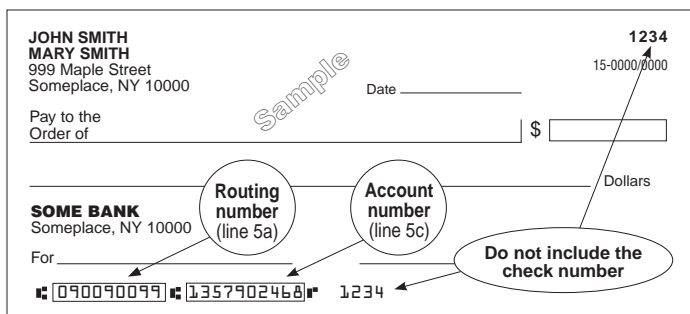 JOHN SMITH 1234
MARY SMITH
999 Maple Street 15-0000/0000
Someplace, NY 10000
Sample
Date
Pay to the
Order of $
Dollars
Routing number (line 5a)
Account number (line 5c)
SOME BANK
Someplace, NY 10000
Do not include the
check number
For
⑆ 090090099 ⑆ 1357902468 ⑈ 1234